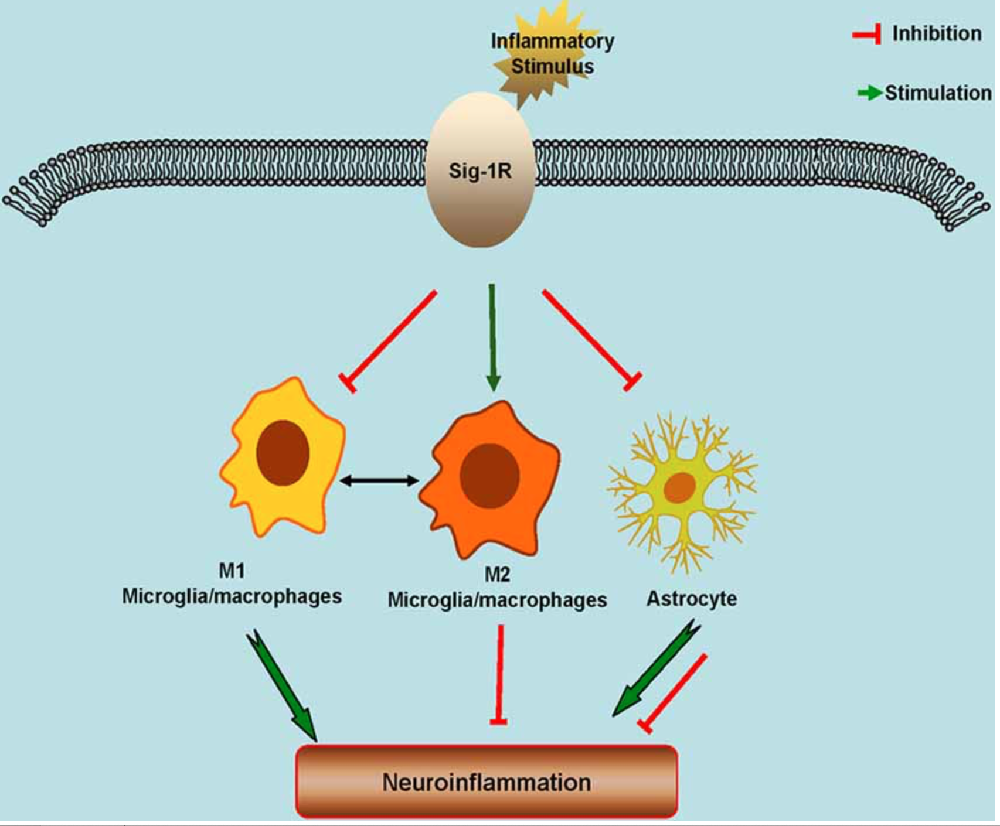 Inflammatory
Stimulus
Inhibition
Stimulation
Sig-1R
M1
Microglia/macrophages
M2
Microglia/macrophages
Astrocyte
Neuroinflammation